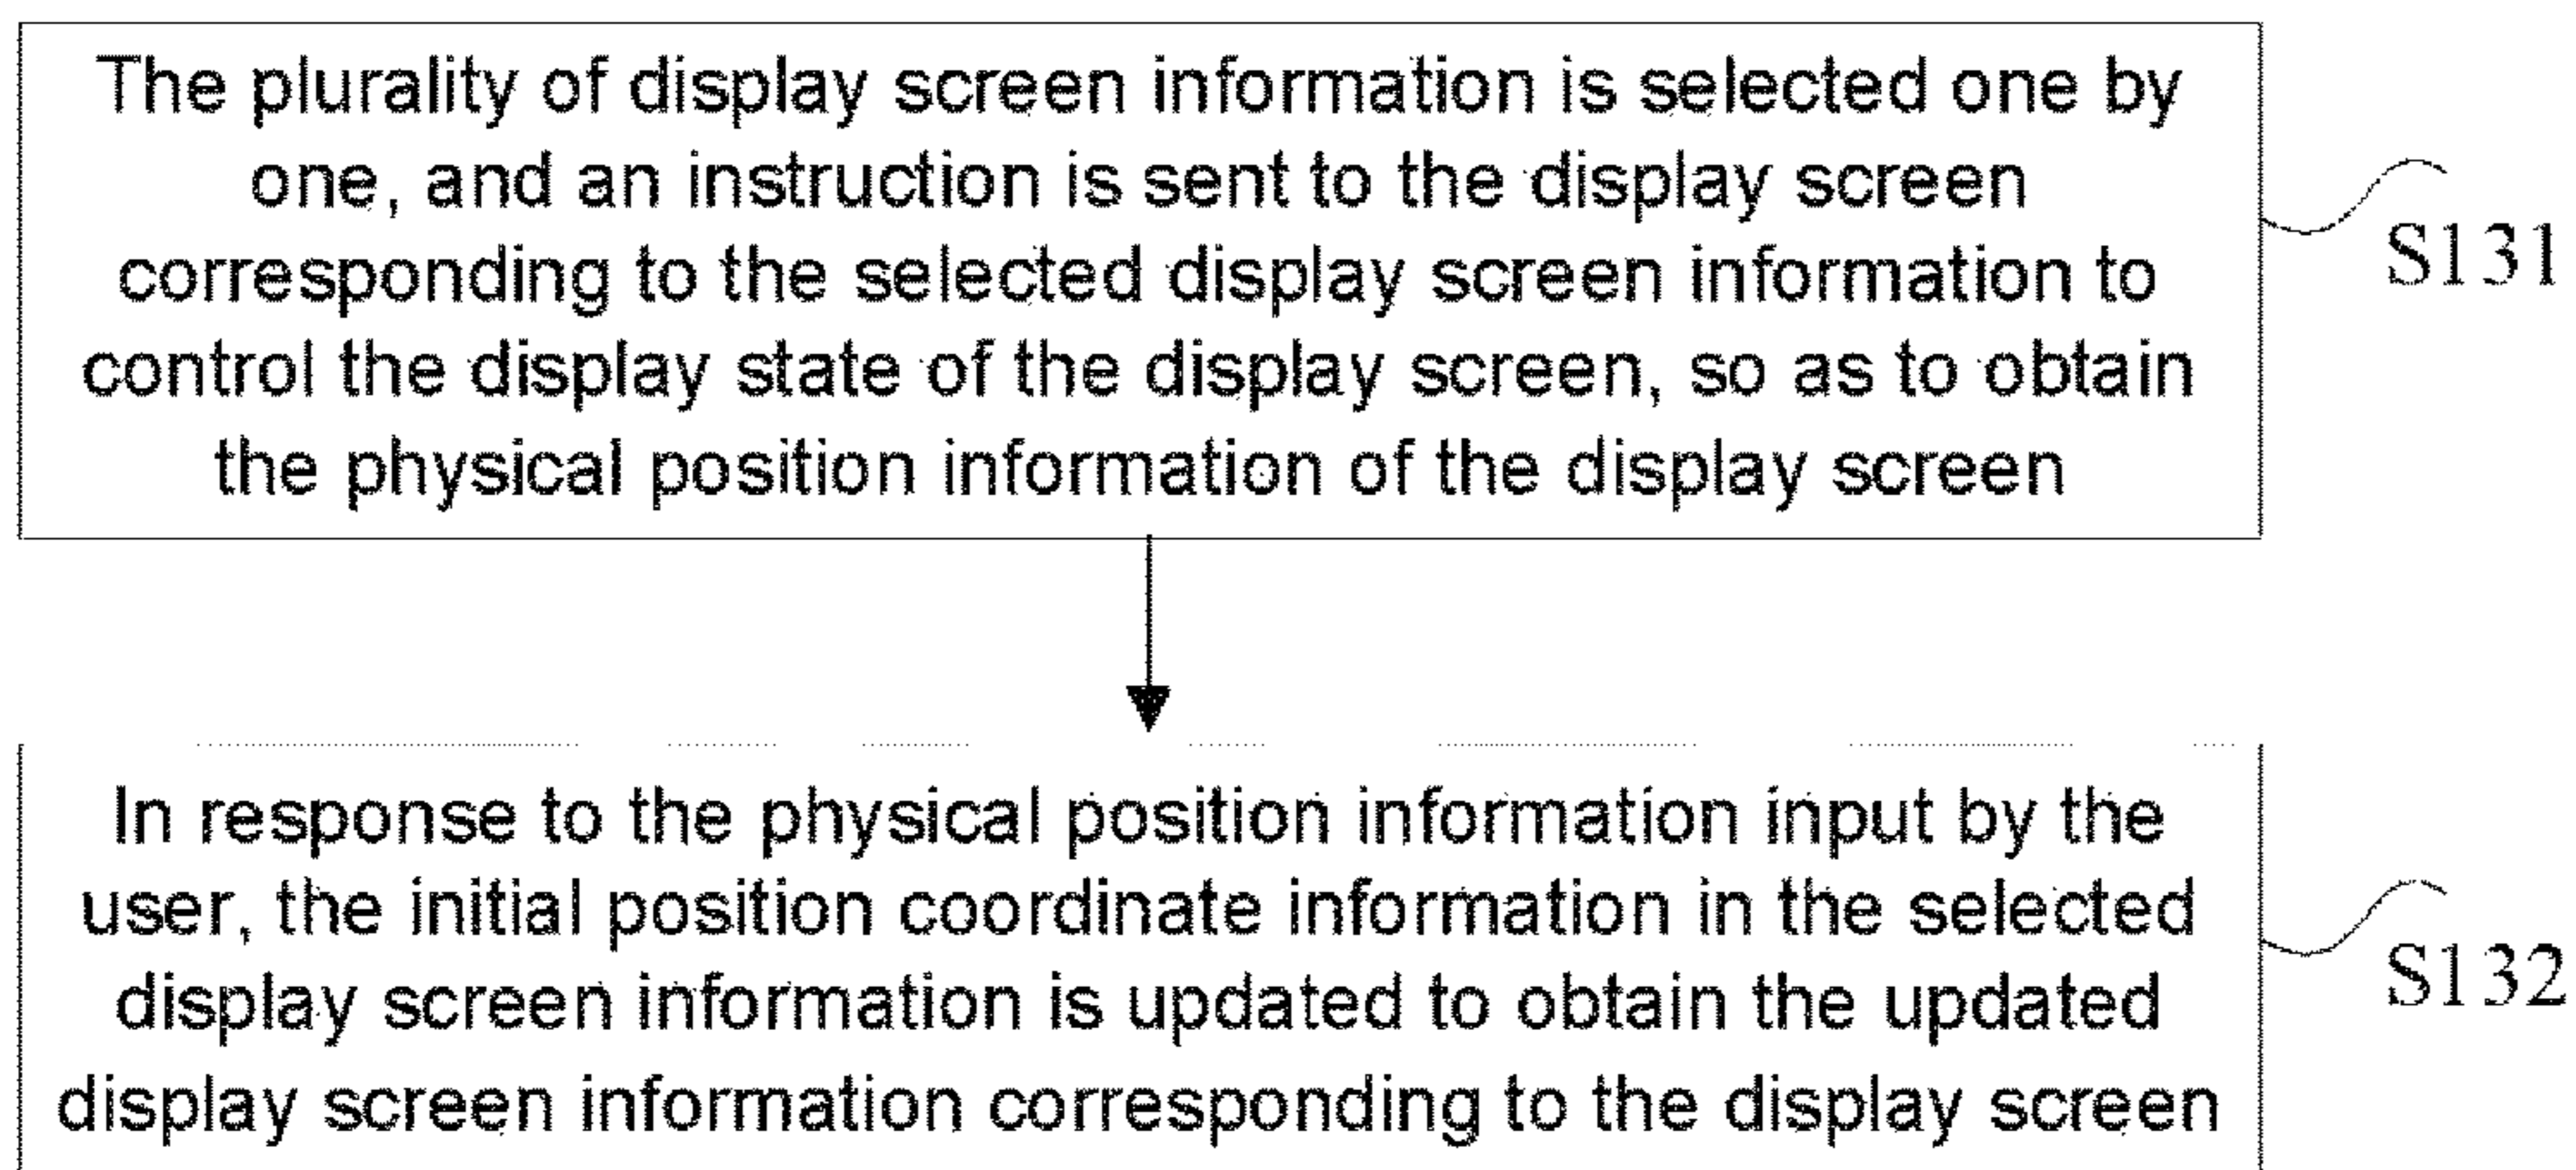 The plurality of display screen information is selected one by
one, and an instruction is sent to the display screen
corresponding to the selected display screen information to
control the display state of the display screen, so as to obtain
the physical position information of the display screen
S131
In response to the physical position information input by the
user, the initial position coordinate information in the selected
display screen information is updated to obtain the updated
display screen information corresponding to the display screen
S132